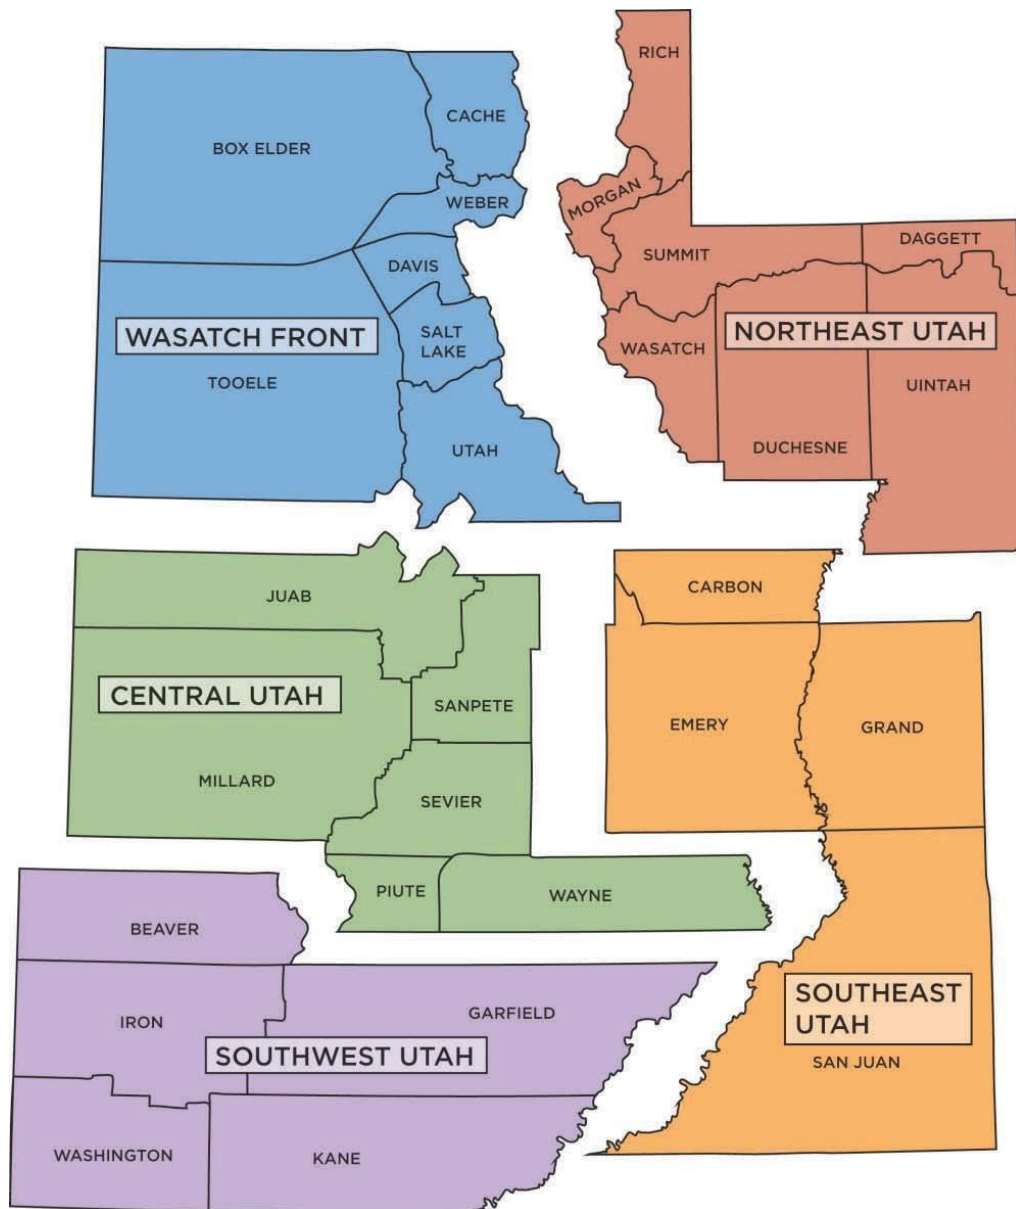 RICH
CACHE
BOX ELDER
MORGAN
WEBER
DAGGETT
SUMMIT
DAVIS
WASATCH FRONT
SALT
LAKE
NORTHEAST UTAH
WASATCH
TOOELE
UINTAH
UTAH
DUCHESNE
CARBON
JUAB
CENTRAL UTAH
SANPETE
EMERY
GRAND
MILLARD
SEVIER
PIUTE
WAYNE
BEAVER
SOUTHEAST
UTAH
GARFIELD
IRON
SOUTHWEST UTAH
SAN JUAN
WASHINGTON
KANE